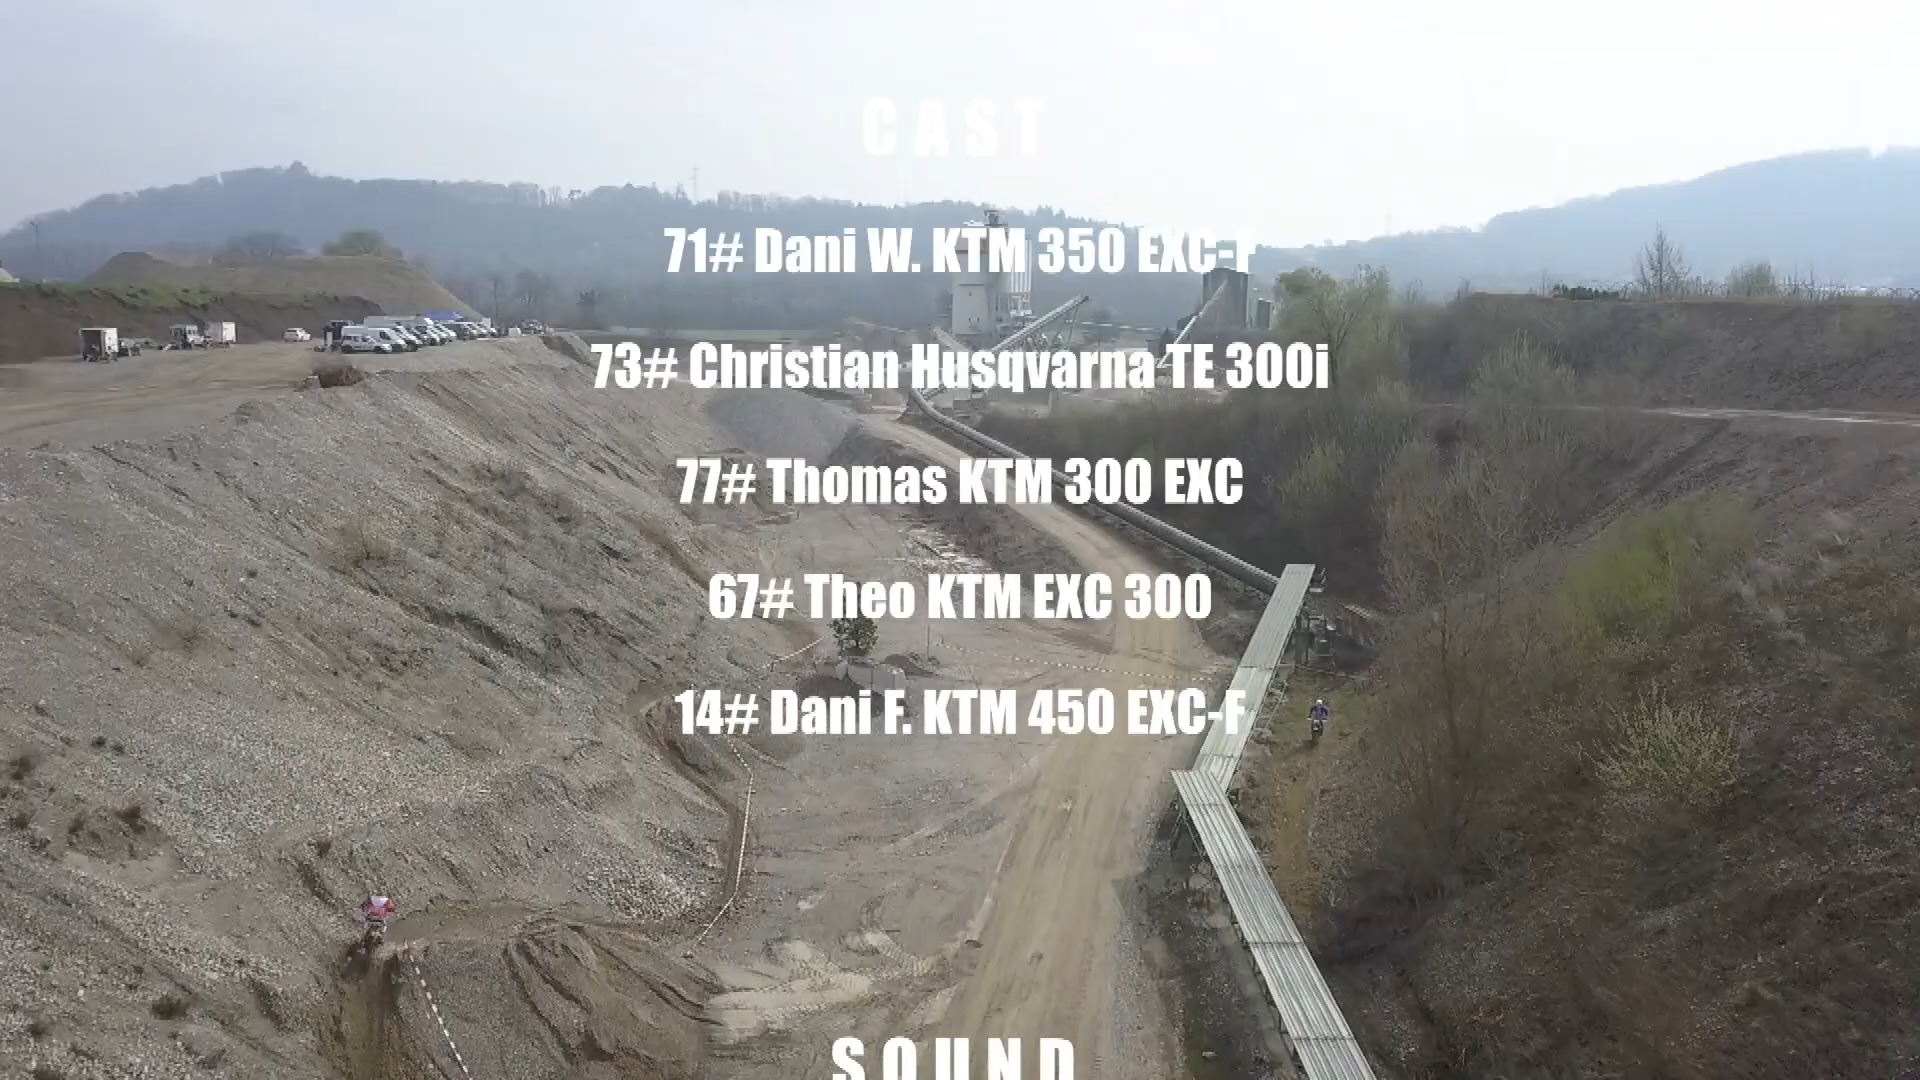 CAST
71# Dani W. KTM 350 EXC-F
73# Christian Husqvarna TE 300i
77# Thomas KTM 300 EXC
67# Theo KTM EXC 300
14# Dani F. KTM 450 EXC-F
SOUND